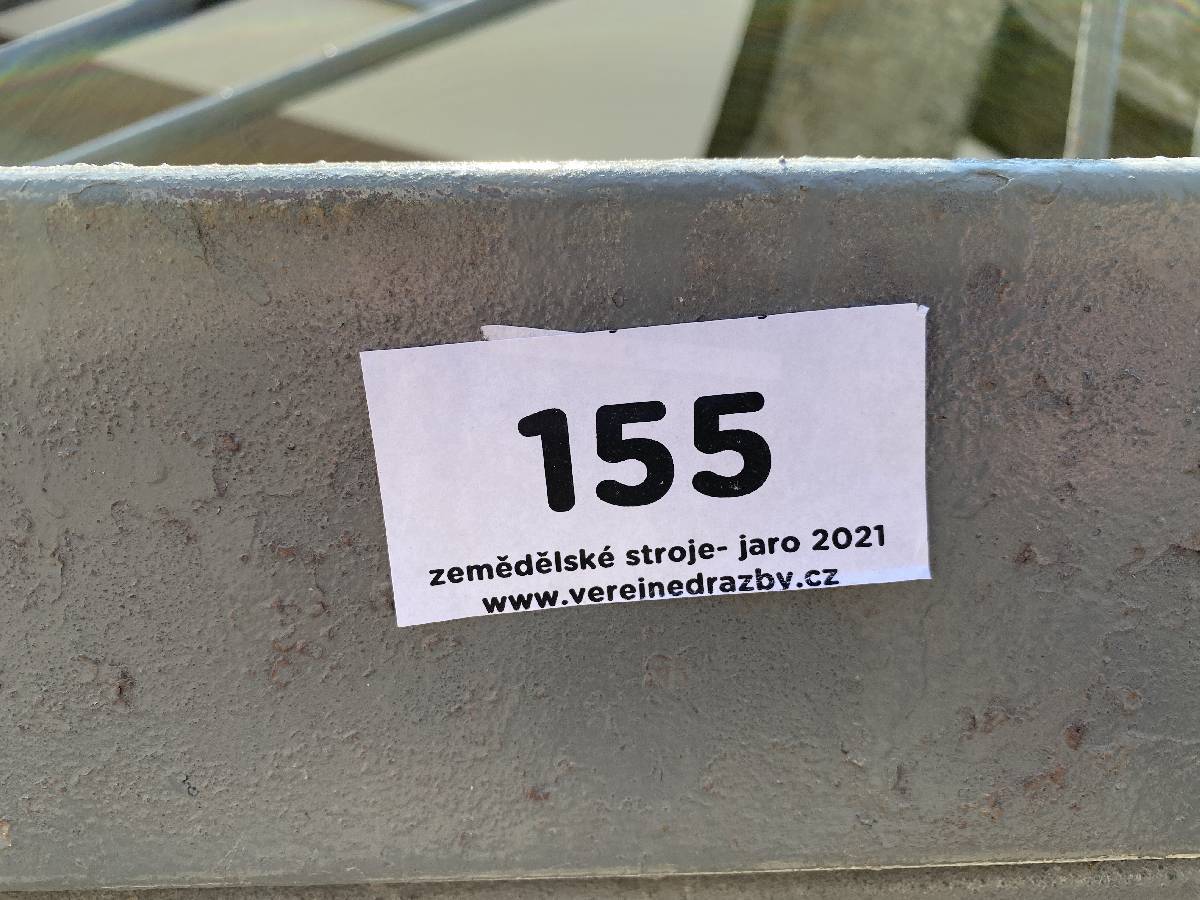 155
zemědělské stroje- jaro 2021
www.vereinedrazby.cz